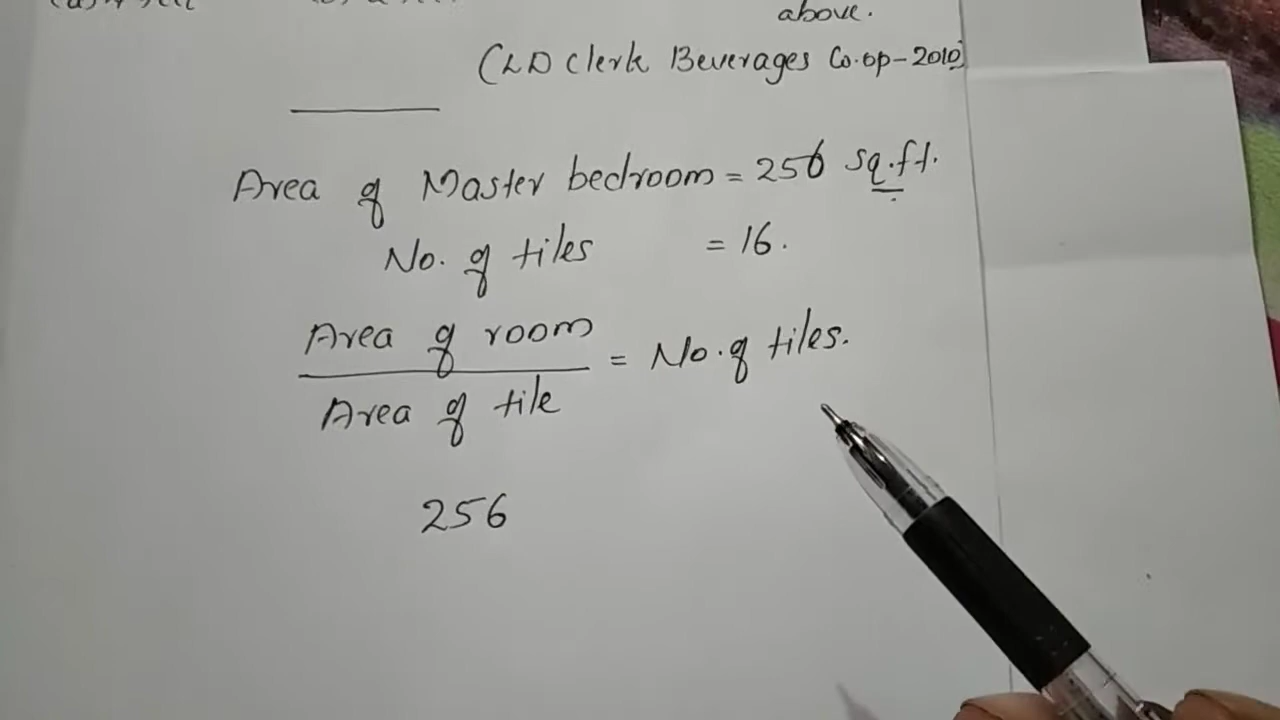 above.
(LD Clerk Beverages Co.op-2010)
Area of Master bedroom = 256 sq.ft.
No. of tiles = 16.
Area of room
= No. of tiles.
Area of tile
256